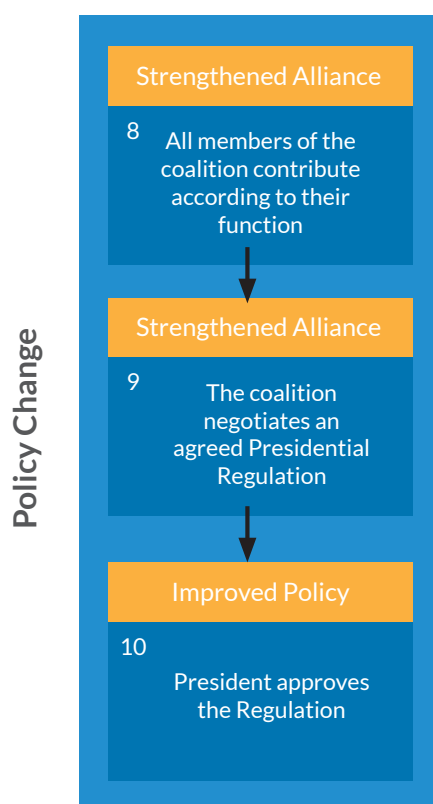 Policy Change
Strengthened Alliance
8
All members of the
coalition contribute
according to their
function
Strengthened Alliance
9
The coalition
negotiates an
agreed Presidential
Regulation
Improved Policy
10
President approves
the Regulation